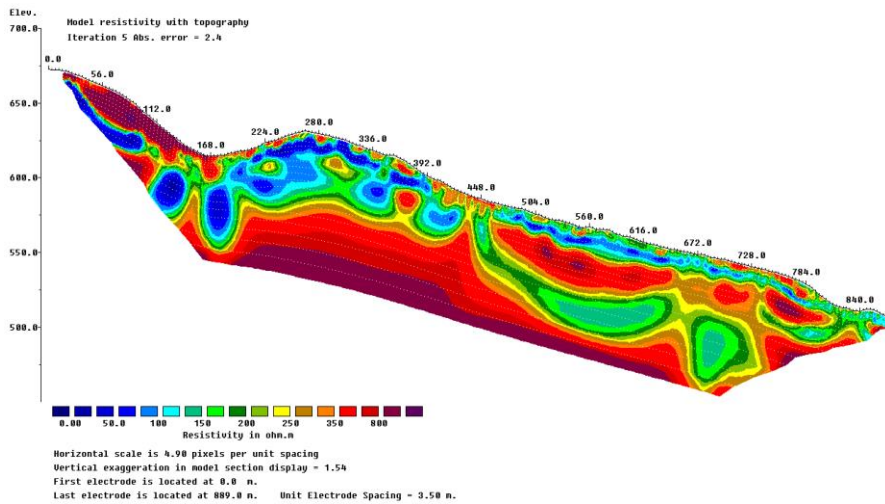 Elev.
700.0
Model resistivity with topography
Iteration 5 Abs. error = 2.4
0.0
56.0
650.0
112.0
168.0
224.0
280.0
336.0
392.0
600.0
448.0
504.0
560.0
616.0
672.0
728.0
784.0
840.0
550.0
500.0
0.00 50.0 100 150 200 250 350 800
Resistivity in ohm.m
Horizontal scale is 4.90 pixels per unit spacing
Vertical exaggeration in model section display = 1.54
First electrode is located at 0.0 m.
Last electrode is located at 889.0 m. Unit Electrode Spacing = 3.50 m.